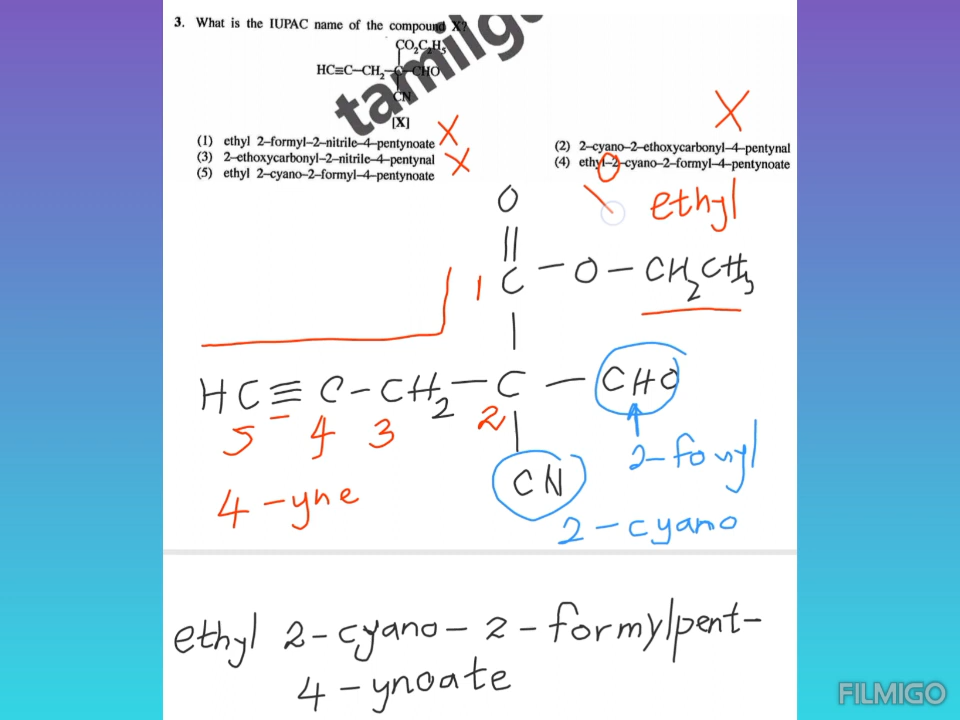 3. What is the IUPAC name of the compound X?
CO₂C₂H₅
HC≡C–CH₂–C–CHO
CN
[X]
tamilg
(1) ethyl 2–formyl–2–nitrile–4–pentynoate X
(2) 2–cyano–2–ethoxycarbonyl–4–pentynal X
(3) 2–ethoxycarbonyl–2–nitrile–4–pentynal X
(4) ethyl–2–cyano–2–formyl–4–pentynoate
(5) ethyl 2–cyano–2–formyl–4–pentynoate
O
ethyl
1 C – O – CH₂CH₃
HC≡C–CH₂–C–CHO
5 4 3 2
CN
2-fomyl
4-yne
2-cyano
ethyl 2-cyano-2-formylpent-
4-ynoate
FILMIGO